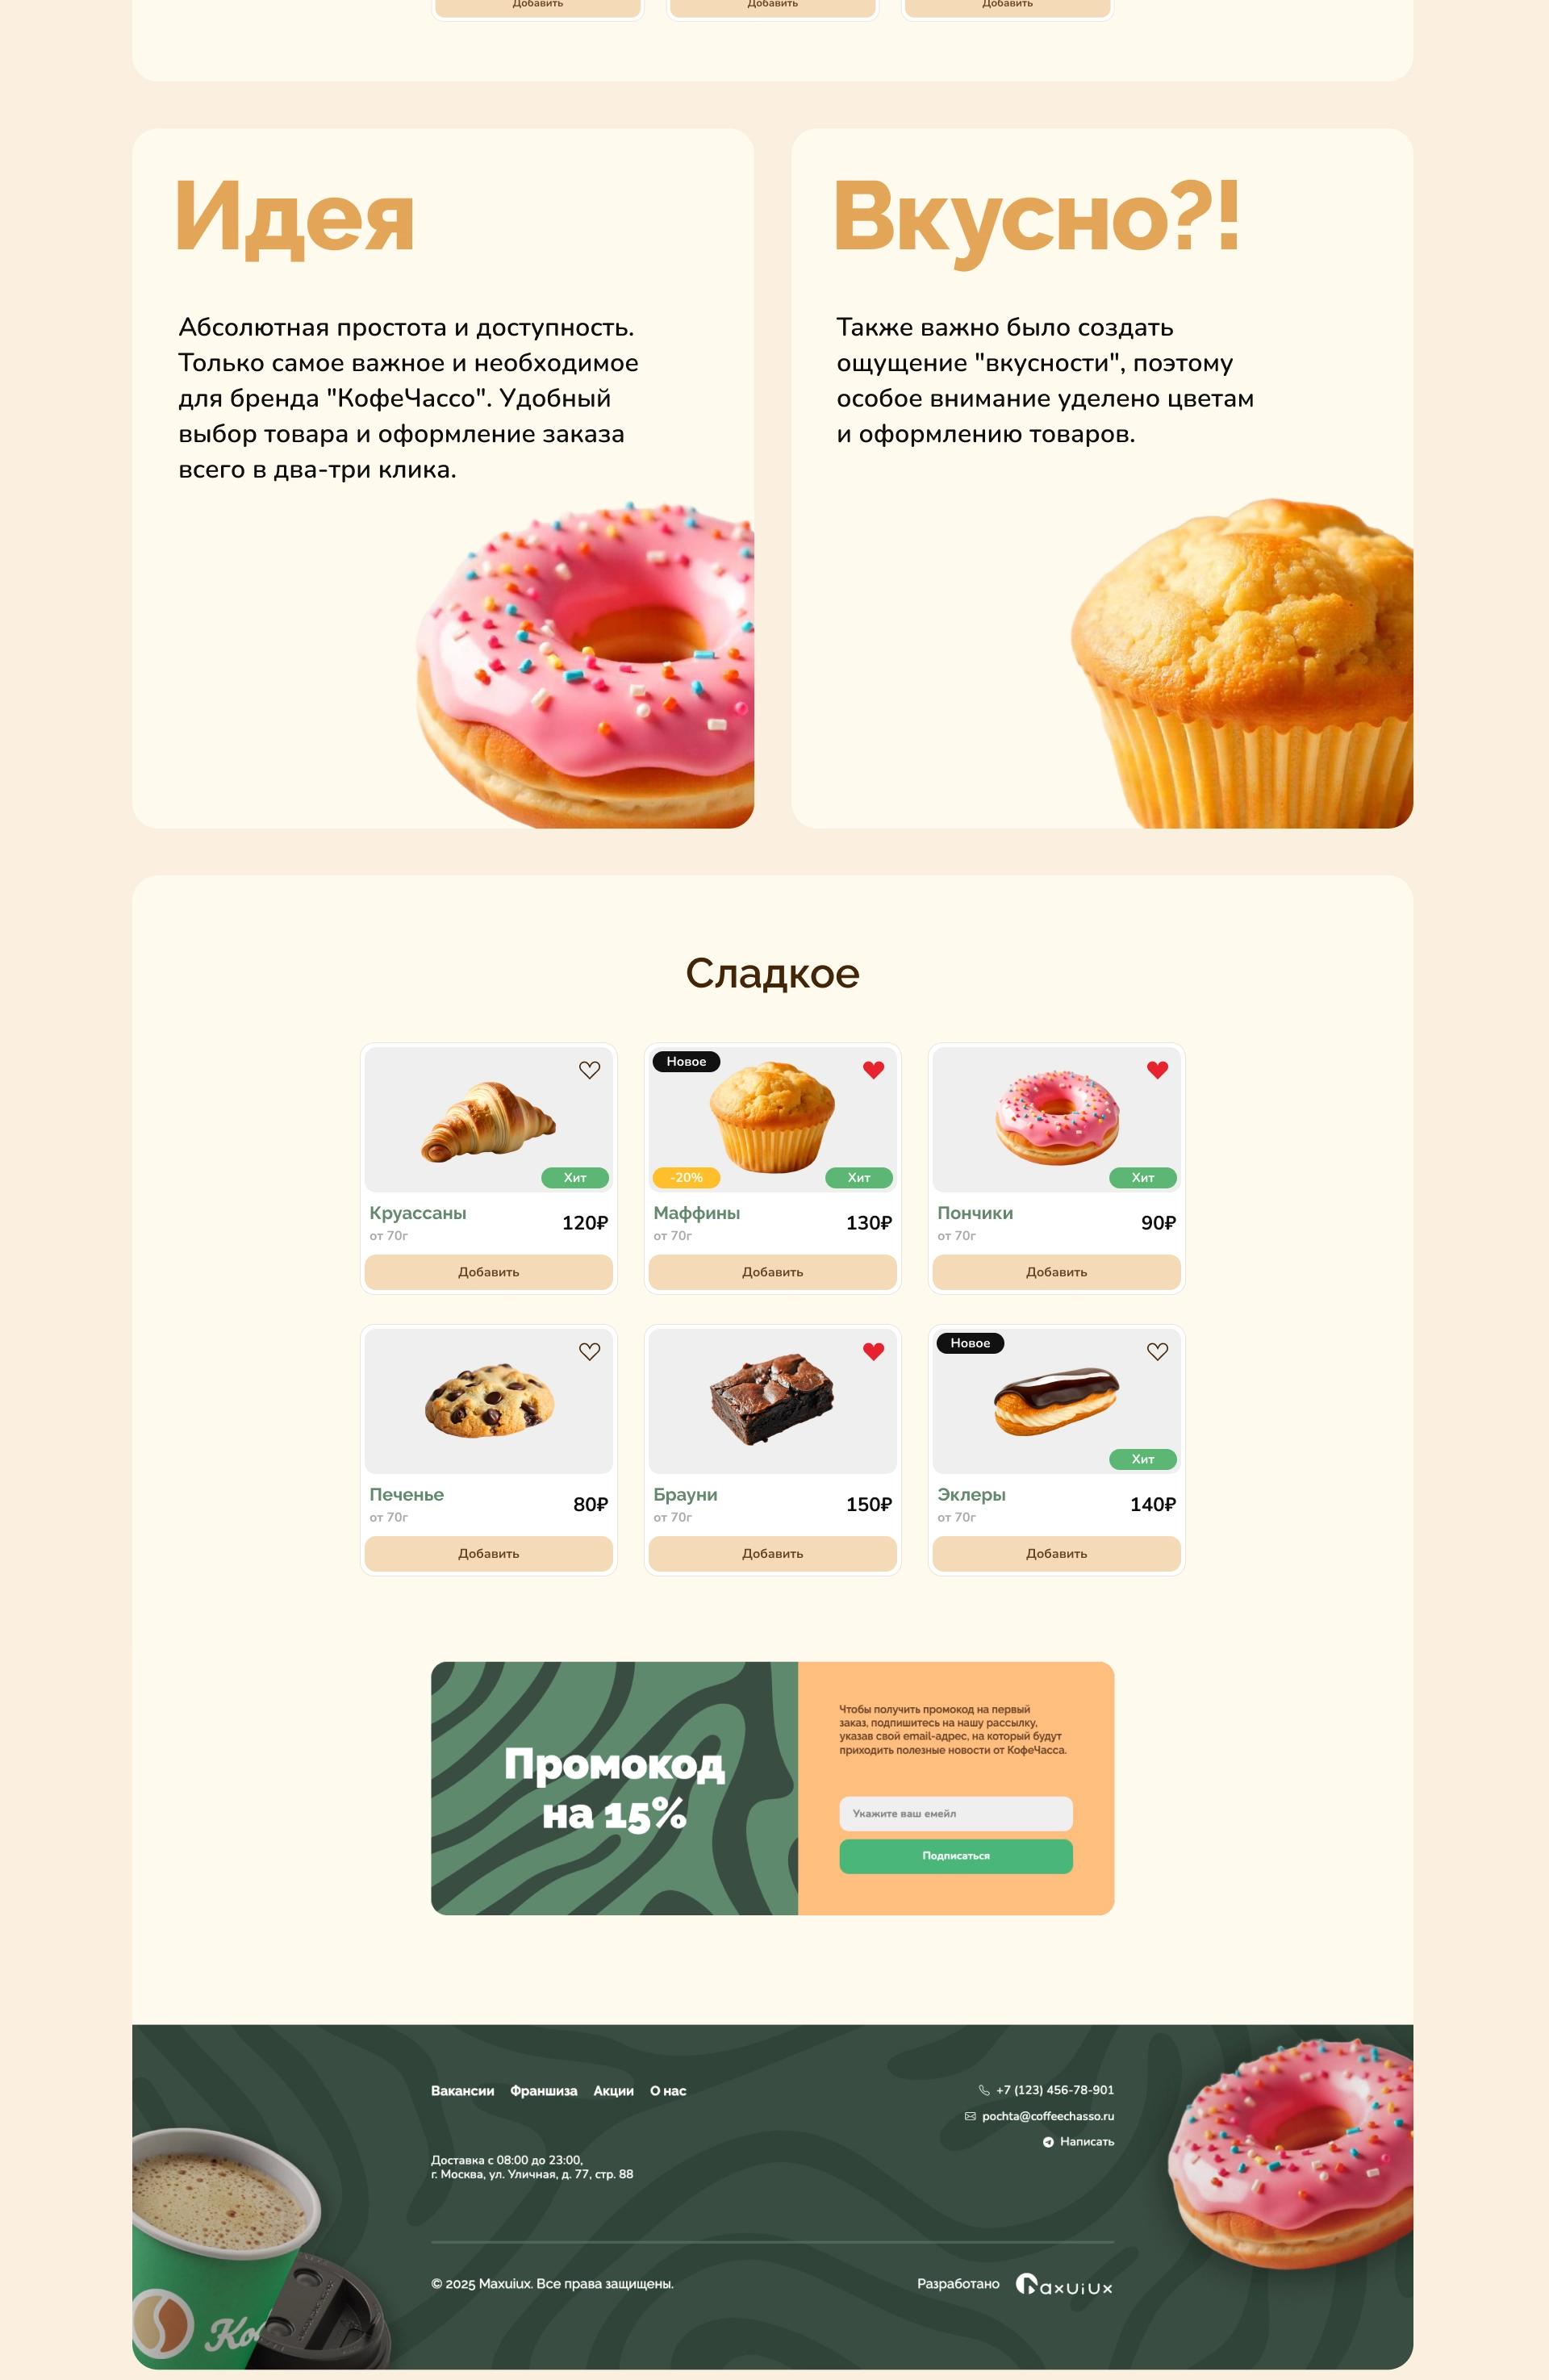 Добавить
Добавить
Добавить
Идея
Абсолютная простота и доступность.
Только самое важное и необходимое
для бренда "КофеЧассо". Удобный
выбор товара и оформление заказа
всего в два-три клика.
Вкусно?!
Также важно было создать
ощущение "вкусности", поэтому
особое внимание уделено цветам
и оформлению товаров.
Сладкое
Хит
Круассаны
от 70г
120₽
Добавить
Новое
-20%
Хит
Маффины
от 70г
130₽
Добавить
Хит
Пончики
от 70г
90₽
Добавить
Печенье
от 70г
80₽
Добавить
Брауни
от 70г
150₽
Добавить
Новое
Хит
Эклеры
от 70г
140₽
Добавить
Промокод
на 15%
Чтобы получить промокод на первый
заказ, подпишитесь на нашу рассылку,
указав свой email-адрес, на который будут
приходить полезные новости от КофеЧасса.
Укажите ваш емейл
Подписаться
Вакансии Франшиза Акции О нас
+7 (123) 456-78-901
pochta@coffeechasso.ru
Написать
Доставка с 08:00 до 23:00,
г. Москва, ул. Уличная, д. 77, стр. 88
© 2025 Maxuiux. Все права защищены.
Разработано
MaxUiUx